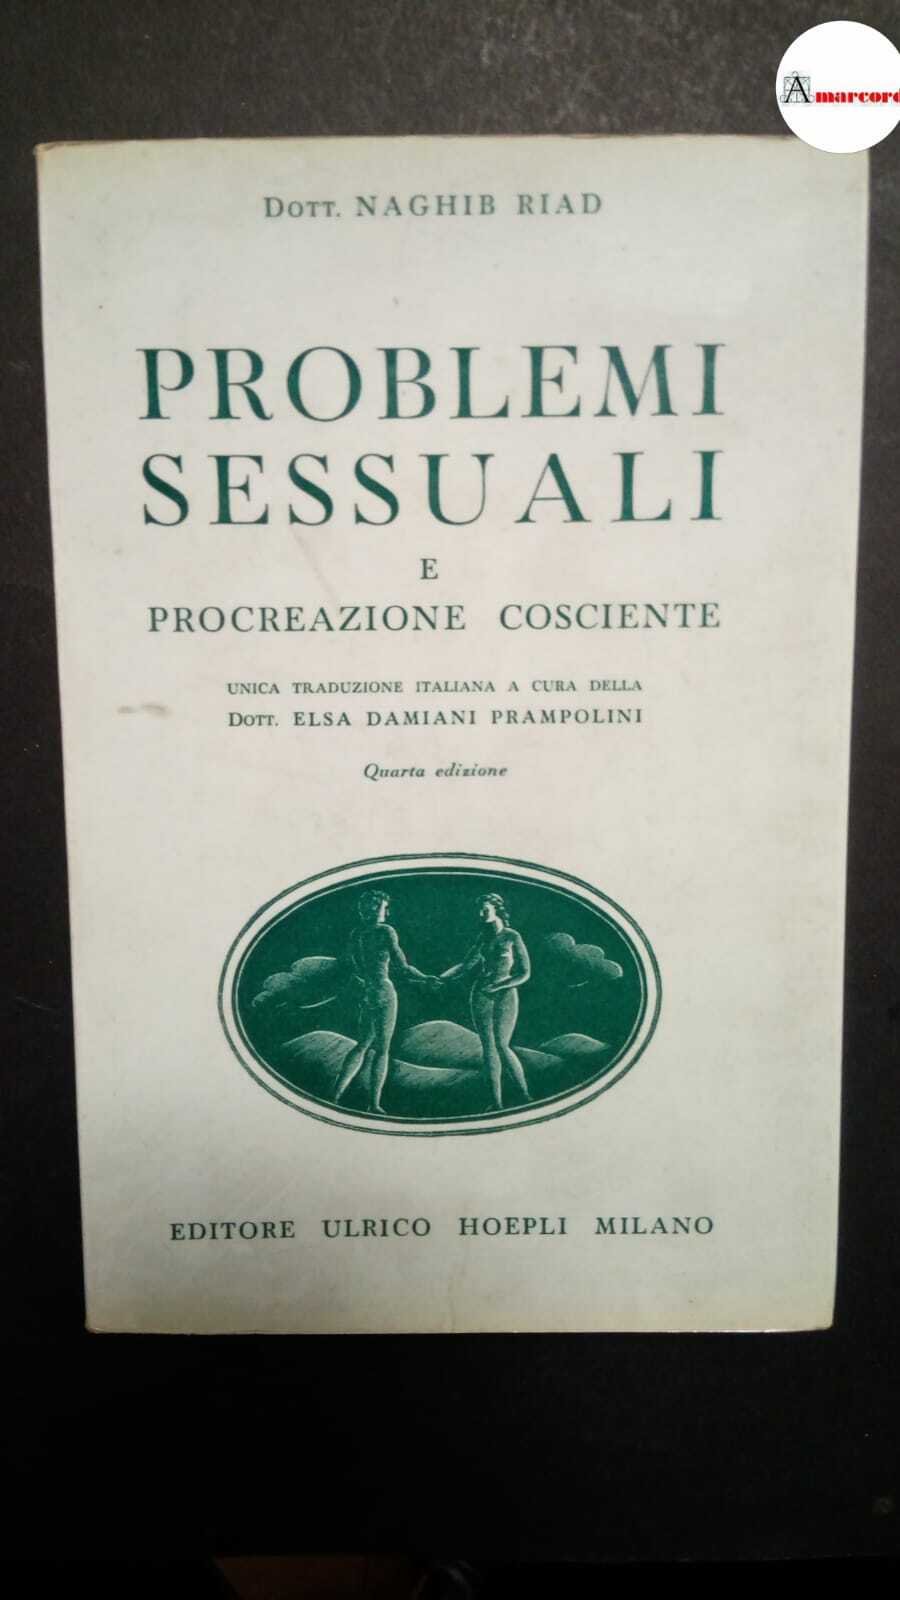 Amarcord
DOTT. NAGHIB RIAD
PROBLEMI
SESSUALI
E
PROCREAZIONE COSCIENTE
UNICA TRADUZIONE ITALIANA A CURA DELLA
DOTT. ELSA DAMIANI PRAMPOLINI
Quarta edizione
EDITORE ULRICO HOEPLI MILANO